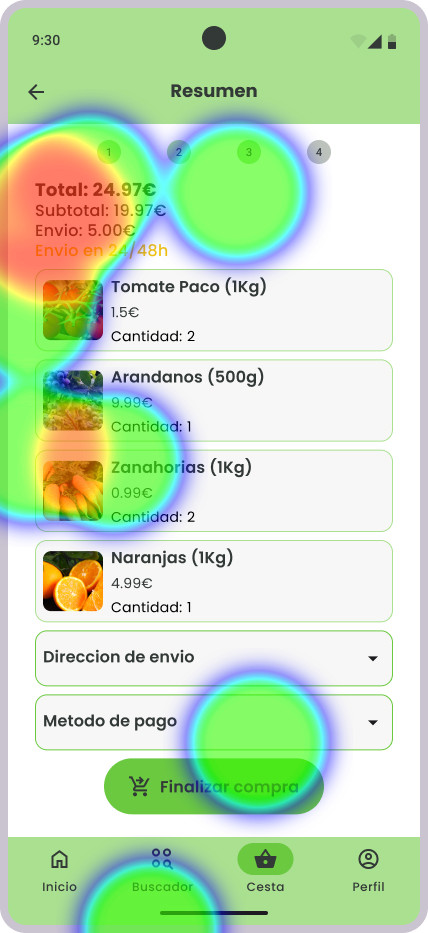 9:30
Resumen
1 2 3 4
Total: 24.97€
Subtotal: 19.97€
Envio: 5.00€
Envio en 24/48h
Tomate Paco (1Kg)
1.5€
Cantidad: 2
Arandanos (500g)
9.99€
Cantidad: 1
Zanahorias (1Kg)
0.99€
Cantidad: 2
Naranjas (1Kg)
4.99€
Cantidad: 1
Direccion de envio
Metodo de pago
Finalizar compra
Inicio Buscador Cesta Perfil